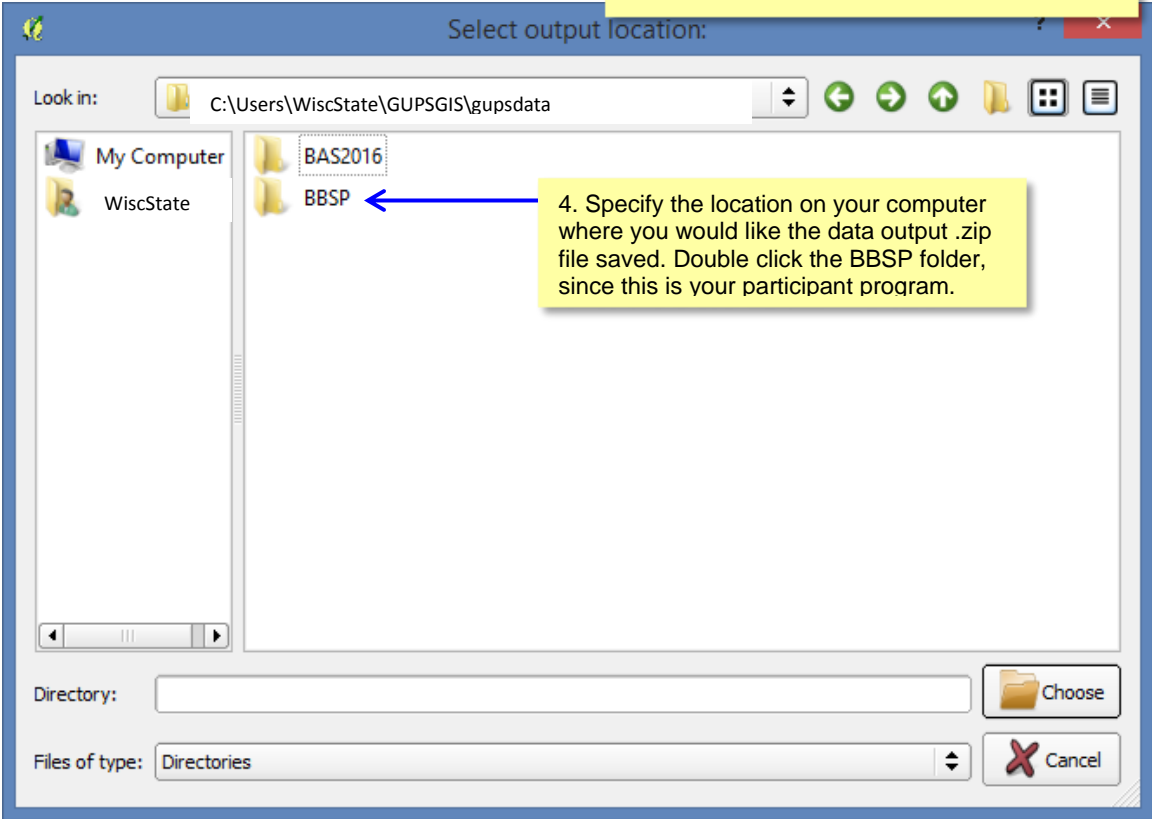 Select output location:
?
Look in:
C:\Users\WiscState\GUPSGIS\gupsdata
My Computer
WiscState
BAS2016
BBSP
4. Specify the location on your computer
where you would like the data output .zip
file saved. Double click the BBSP folder,
since this is your participant program.
Directory:
Choose
Files of type:
Directories
Cancel